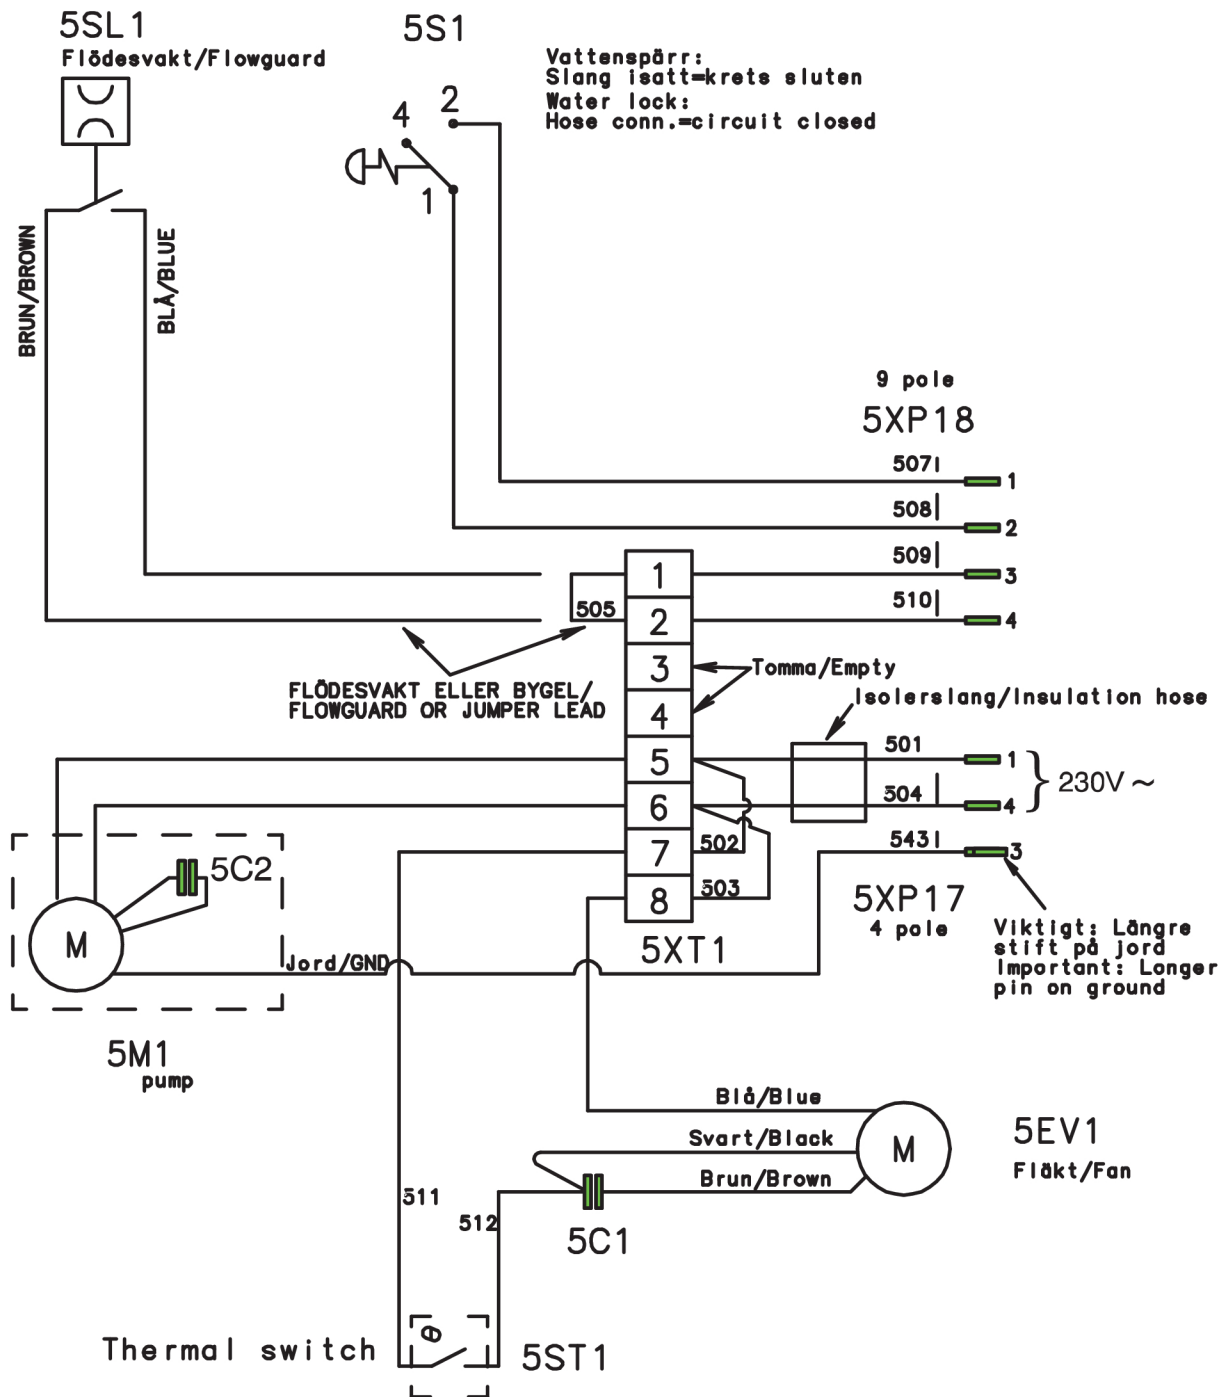 5SL1
Flödesvakt/Flowguard
5S1
Vattenspärr:
Slang isatt=krets sluten
Water lock:
Hose conn.=circuit closed
2
4
1
BRUN/BROWN
BLÅ/BLUE
9 pole
5XP18
507
1
508
2
509
3
510
4
1
2
3
4
5
6
7
8
505
Tomma/Empty
FLÖDESVAKT ELLER BYGEL/
FLOWGUARD OR JUMPER LEAD
Isolerslang/Insulation hose
501
1
504
4
230V ~
543
3
502
503
5XT1
5XP17
4 pole
Viktigt: Längre
stift på jord
Important: Longer
pin on ground
5C2
M
Jord/GND
5M1
pump
Blå/Blue
Svart/Black
Brun/Brown
M
5EV1
Fläkt/Fan
511
512
5C1
Thermal switch
θ
5ST1